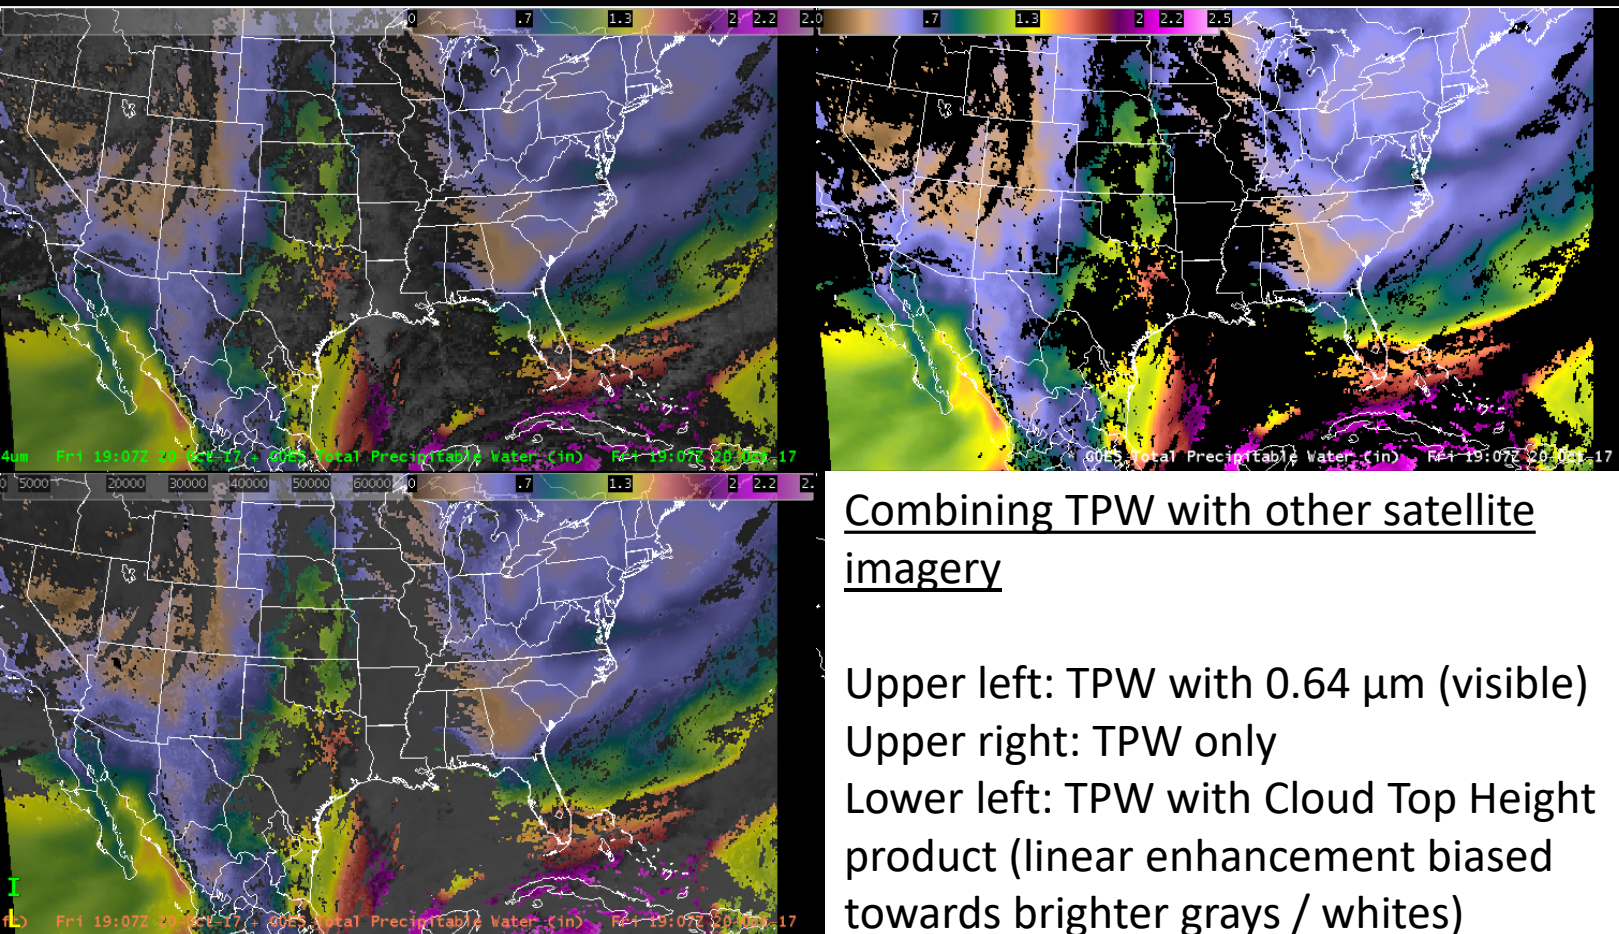 0 .7 1.3 2 2.2 2.
.0 .7 1.3 2 2.2 2.5
4um Fri 19:07Z 20-Oct-17 + GOES Total Precipitable Water (in) Fri 19:07Z 20-Oct-17
GOES Total Precipitable Water (in) Fri 19:07Z 20-Oct-17
0 5000 20000 30000 40000 50000 60000 0 .7 1.3 2 2.2 2.
Combining TPW with other satellite
imagery
Upper left: TPW with 0.64 µm (visible)
Upper right: TPW only
Lower left: TPW with Cloud Top Height
product (linear enhancement biased
towards brighter grays / whites)
I
L
ft) Fri 19:07Z 20-Oct-17 + GOES Total Precipitable Water (in) Fri 19:07Z 20-Oct-17